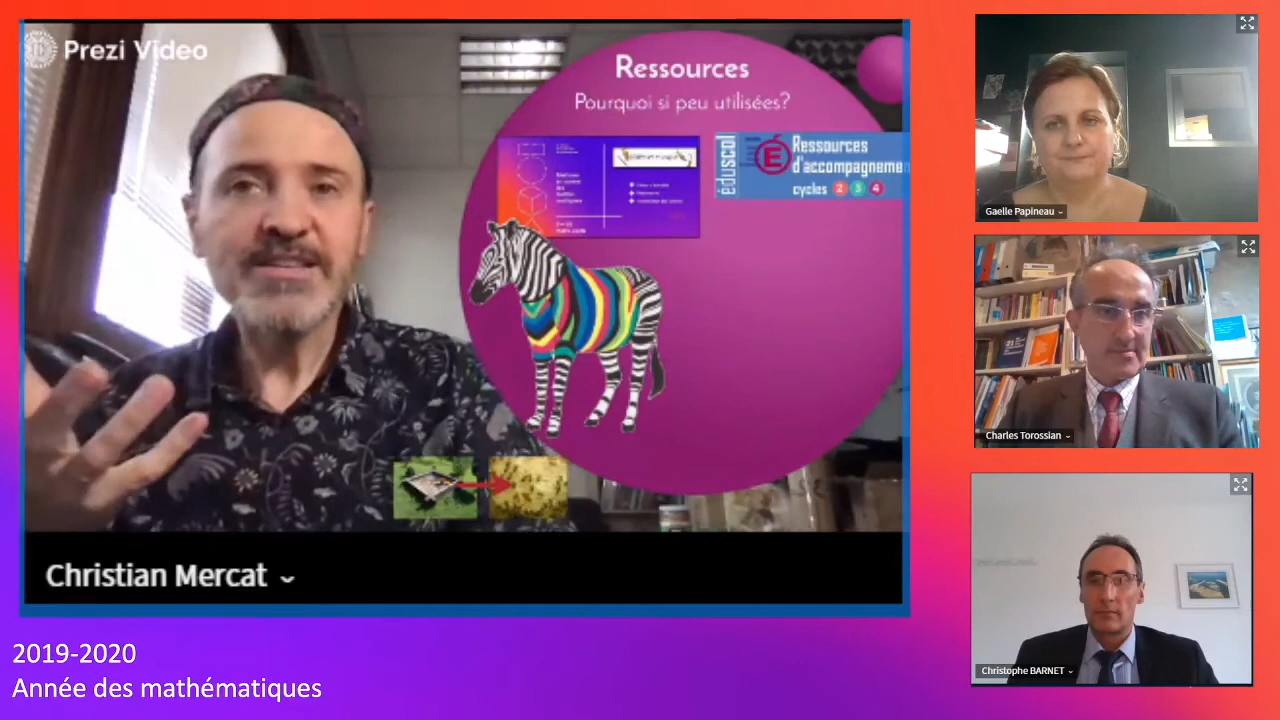 Prezi Video
Ressources
Pourquoi si peu utilisées?
éduscol
Ressources
d'accompagnemen
cycles 2 3 4
Christian Mercat
Gaelle Papineau
Charles Torossian
Christophe BARNET
2019-2020
Année des mathématiques